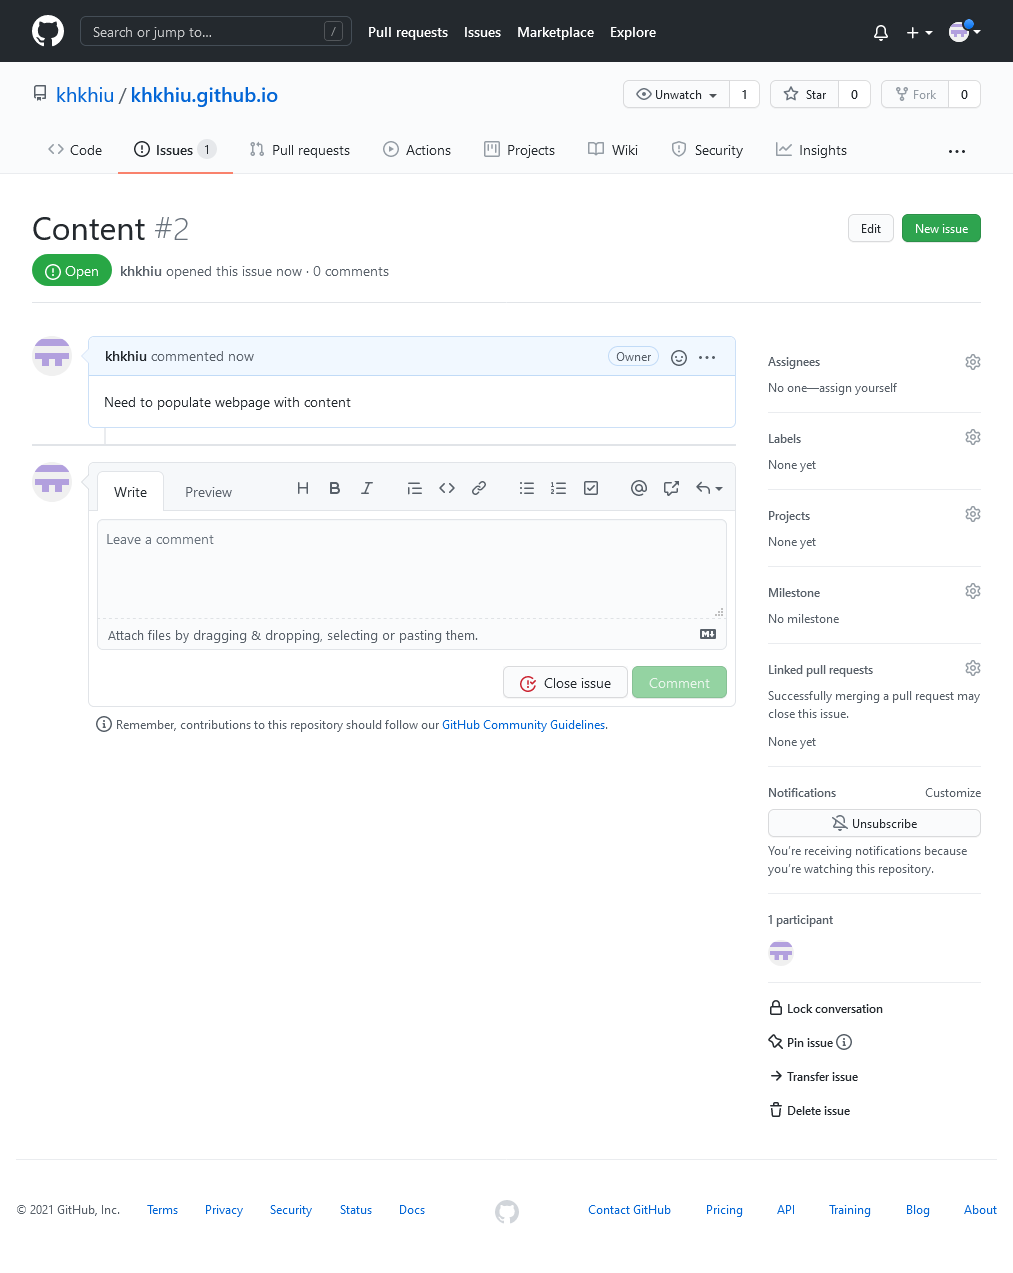 Search or jump to... /
Pull requests Issues Marketplace Explore
khkhiu / khkhiu.github.io
Unwatch 1 Star 0 Fork 0
Code Issues 1 Pull requests Actions Projects Wiki Security Insights
Content #2
Edit New issue
Open khkhiu opened this issue now · 0 comments
khkhiu commented now Owner
Need to populate webpage with content
Write Preview H B I
Leave a comment
Attach files by dragging & dropping, selecting or pasting them.
Close issue Comment
Remember, contributions to this repository should follow our GitHub Community Guidelines.
Assignees
No one—assign yourself
Labels
None yet
Projects
None yet
Milestone
No milestone
Linked pull requests
Successfully merging a pull request may
close this issue.
None yet
Notifications Customize
Unsubscribe
You're receiving notifications because
you're watching this repository.
1 participant
Lock conversation
Pin issue
Transfer issue
Delete issue
© 2021 GitHub, Inc. Terms Privacy Security Status Docs Contact GitHub Pricing API Training Blog About